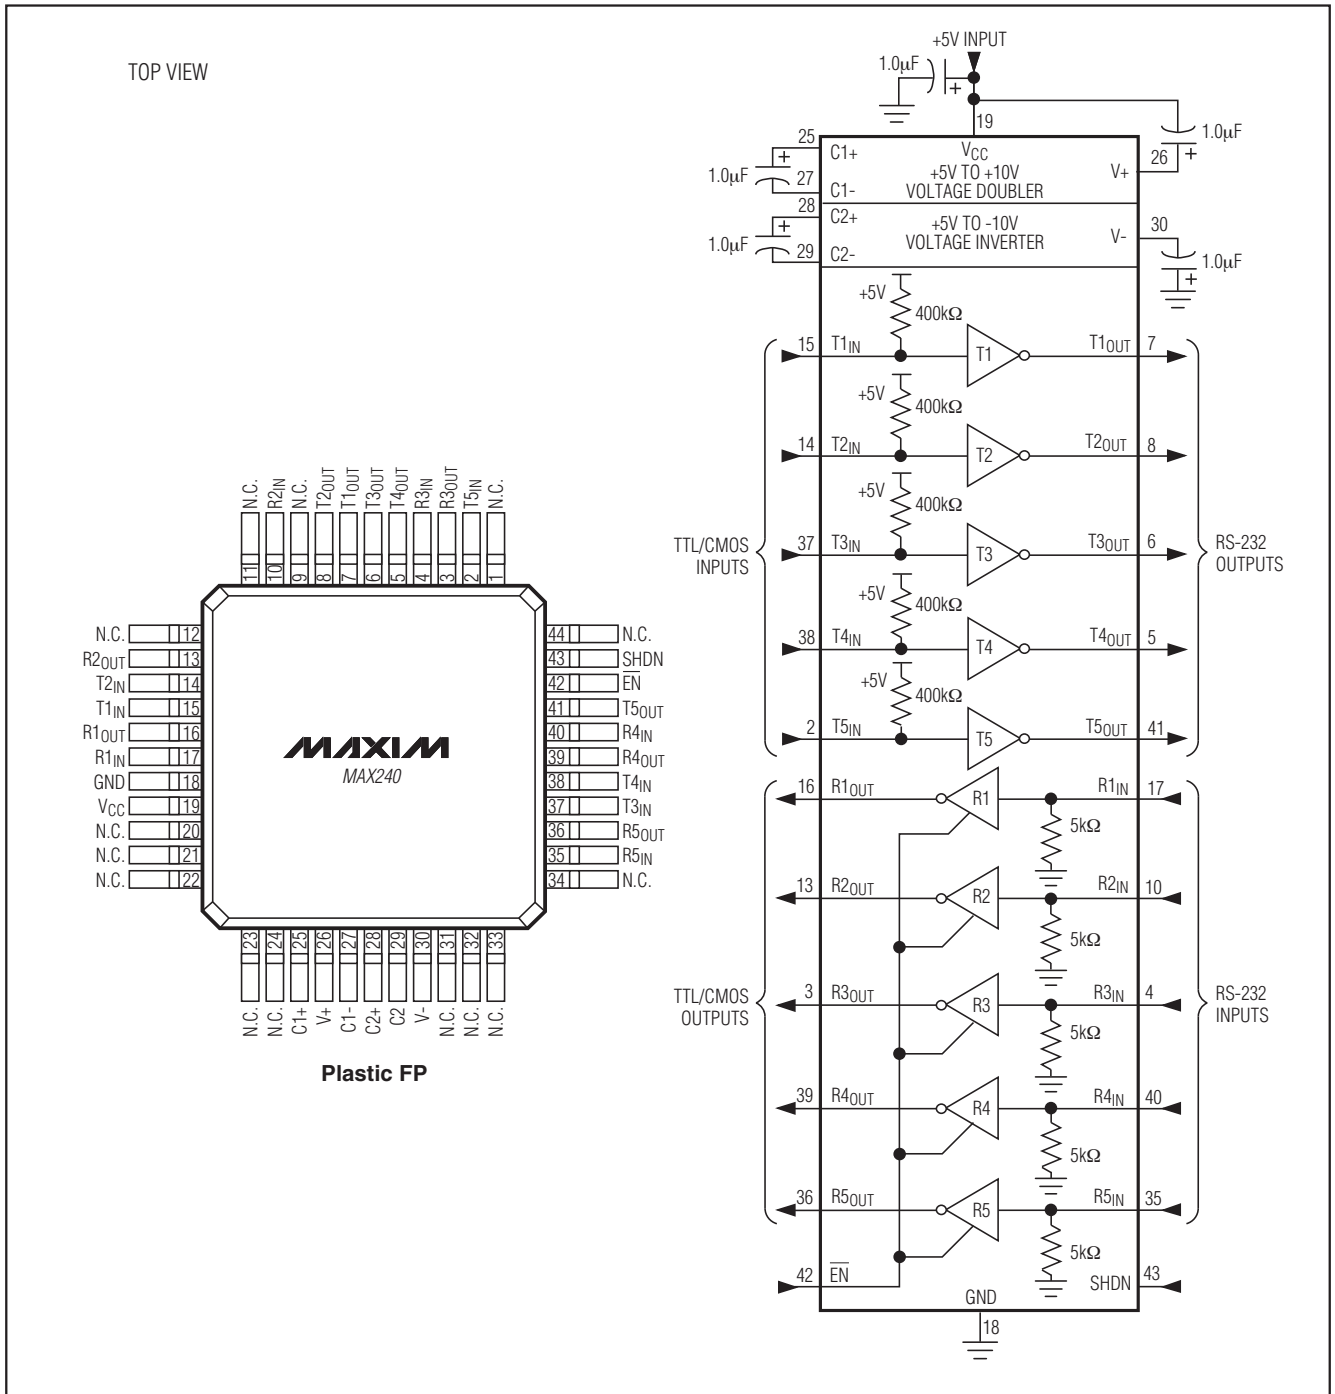 TOP VIEW
N.C.
R2IN
N.C.
T2OUT
T1OUT
T3OUT
T4OUT
R3IN
R3OUT
T5IN
N.C.
11
10
9
8
7
6
5
4
3
2
1
N.C. 12
R2OUT 13
T2IN 14
T1IN 15
R1OUT 16
R1IN 17
GND 18
VCC 19
N.C. 20
N.C. 21
N.C. 22
MAXIM
MAX240
44 N.C.
43 SHDN
42 E̅N̅
41 T5OUT
40 R4IN
39 R4OUT
38 T4IN
37 T3IN
36 R5OUT
35 R5IN
34 N.C.
23
24
25
26
27
28
29
30
31
32
33
N.C.
N.C.
C1+
V+
C1-
C2+
C2
V-
N.C.
N.C.
N.C.
Plastic FP
+5V INPUT
1.0µF +
19
1.0µF
+
25 C1+
+
1.0µF
27 C1-
VCC
+5V TO +10V
VOLTAGE DOUBLER
V+ 26
28 C2+
+
1.0µF
29 C2-
+5V TO -10V
VOLTAGE INVERTER
V- 30
1.0µF
+
+5V
400kΩ
15 T1IN T1 T1OUT 7
+5V
400kΩ
14 T2IN T2 T2OUT 8
+5V
400kΩ
37 T3IN T3 T3OUT 6
TTL/CMOS
INPUTS
RS-232
OUTPUTS
+5V
400kΩ
38 T4IN T4 T4OUT 5
+5V
400kΩ
2 T5IN T5 T5OUT 41
16 R1OUT R1 R1IN 17
5kΩ
13 R2OUT R2 R2IN 10
5kΩ
3 R3OUT R3 R3IN 4
TTL/CMOS
OUTPUTS
RS-232
INPUTS
5kΩ
39 R4OUT R4 R4IN 40
5kΩ
36 R5OUT R5 R5IN 35
5kΩ
42 E̅N̅ SHDN 43
GND
18